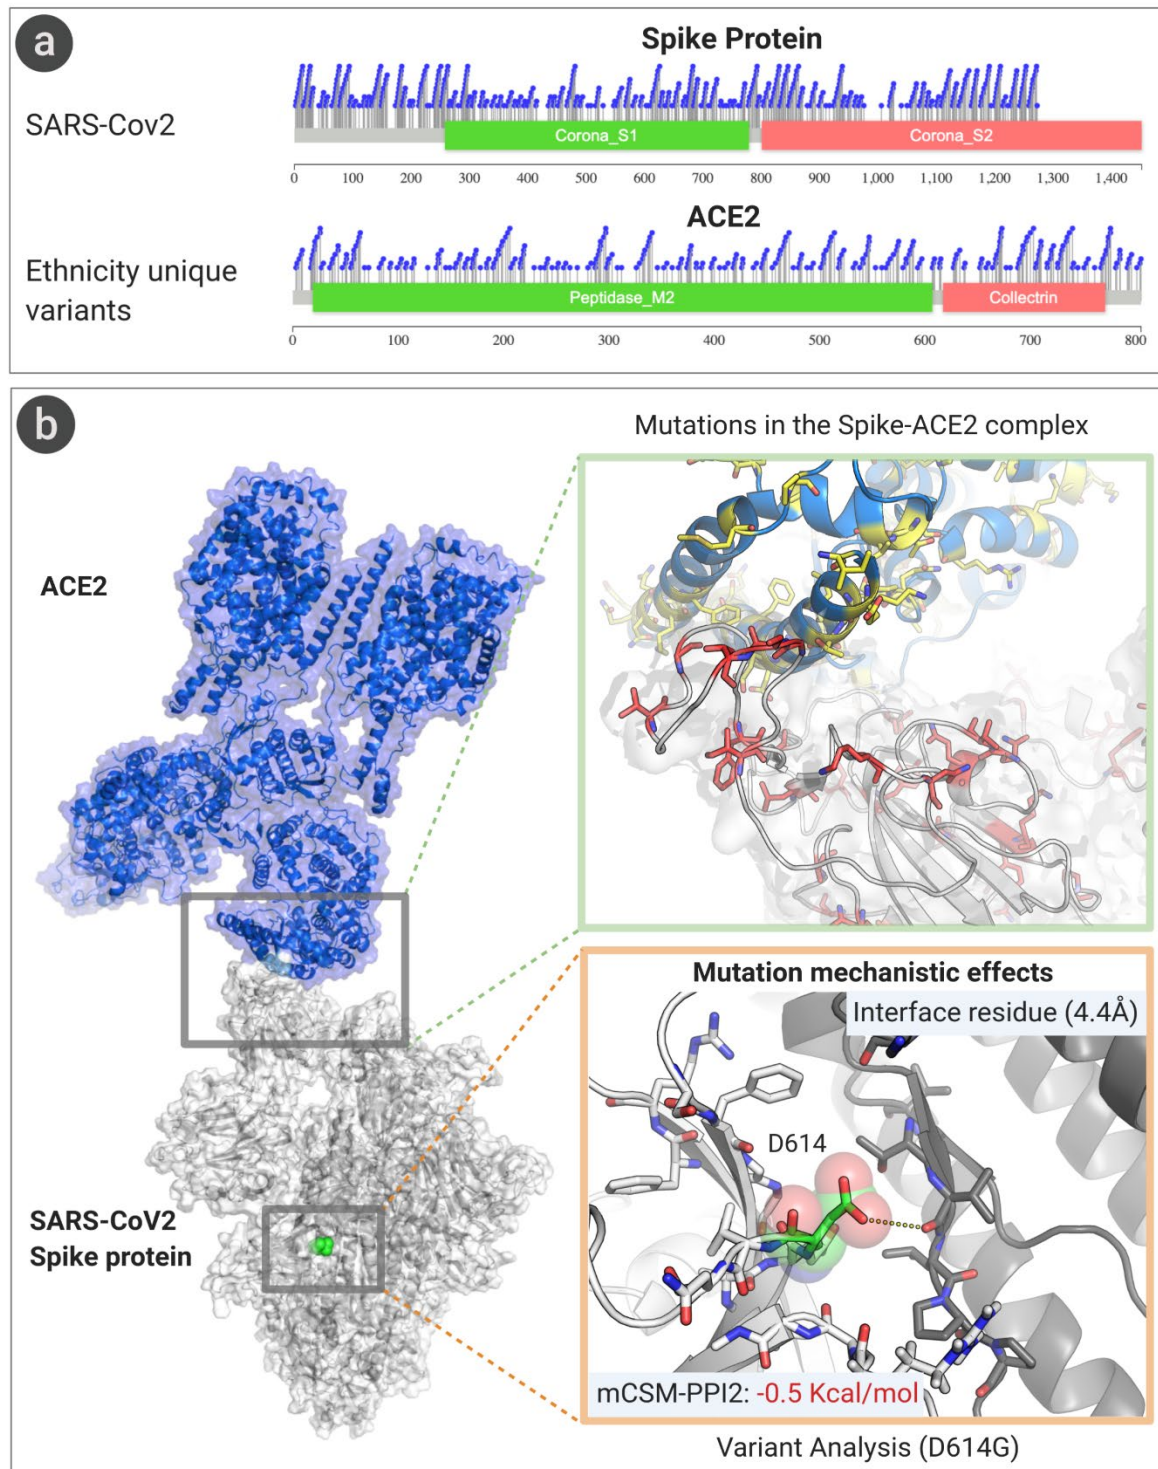 a
Spike Protein
SARS-Cov2
Corona_S1
Corona_S2
0 100 200 300 400 500 600 700 800 900 1,000 1,100 1,200 1,300 1,400
ACE2
Ethnicity unique
variants
Peptidase_M2
Collectrin
0 100 200 300 400 500 600 700 800
b
Mutations in the Spike-ACE2 complex
ACE2
Mutation mechanistic effects
Interface residue (4.4Å)
D614
SARS-CoV2
Spike protein
mCSM-PPI2: -0.5 Kcal/mol
Variant Analysis (D614G)